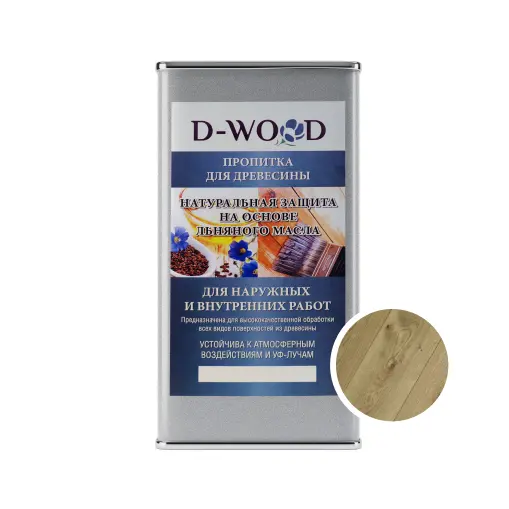 D-WOOD
ПРОПИТКА
ДЛЯ ДРЕВЕСИНЫ
НАТУРАЛЬНАЯ ЗАЩИТА
НА ОСНОВЕ
ЛЬНЯНОГО МАСЛА
ДЛЯ НАРУЖНЫХ
И ВНУТРЕННИХ РАБОТ
Предназначена для высококачественной обработки
всех видов поверхностей из древесины
УСТОЙЧИВА К АТМОСФЕРНЫМ
ВОЗДЕЙСТВИЯМ И УФ-ЛУЧАМ